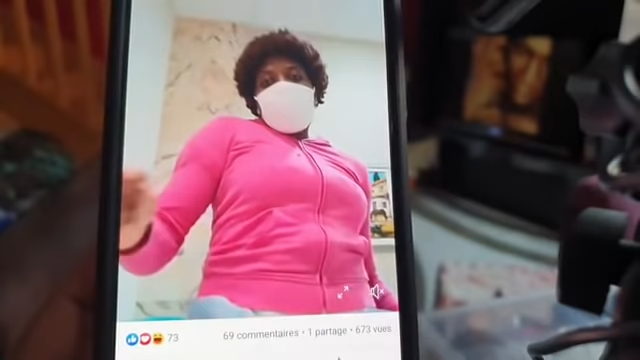 73 69 commentaires • 1 partage • 673 vues